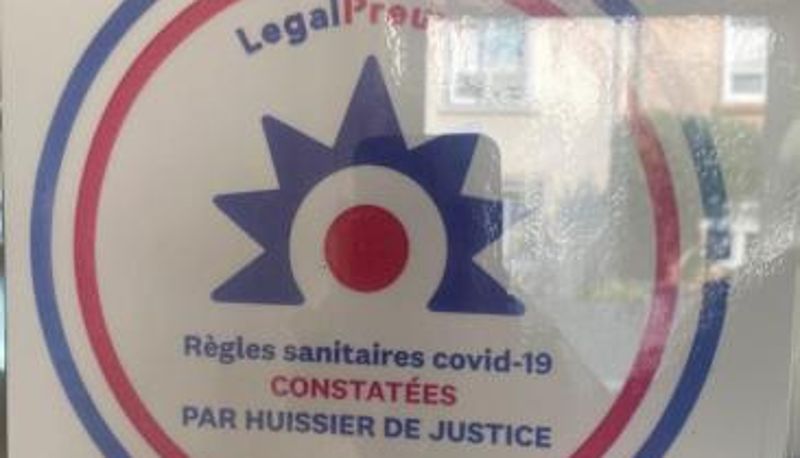 Règles sanitaires covid-19
CONSTATÉES
PAR HUISSIER DE JUSTICE